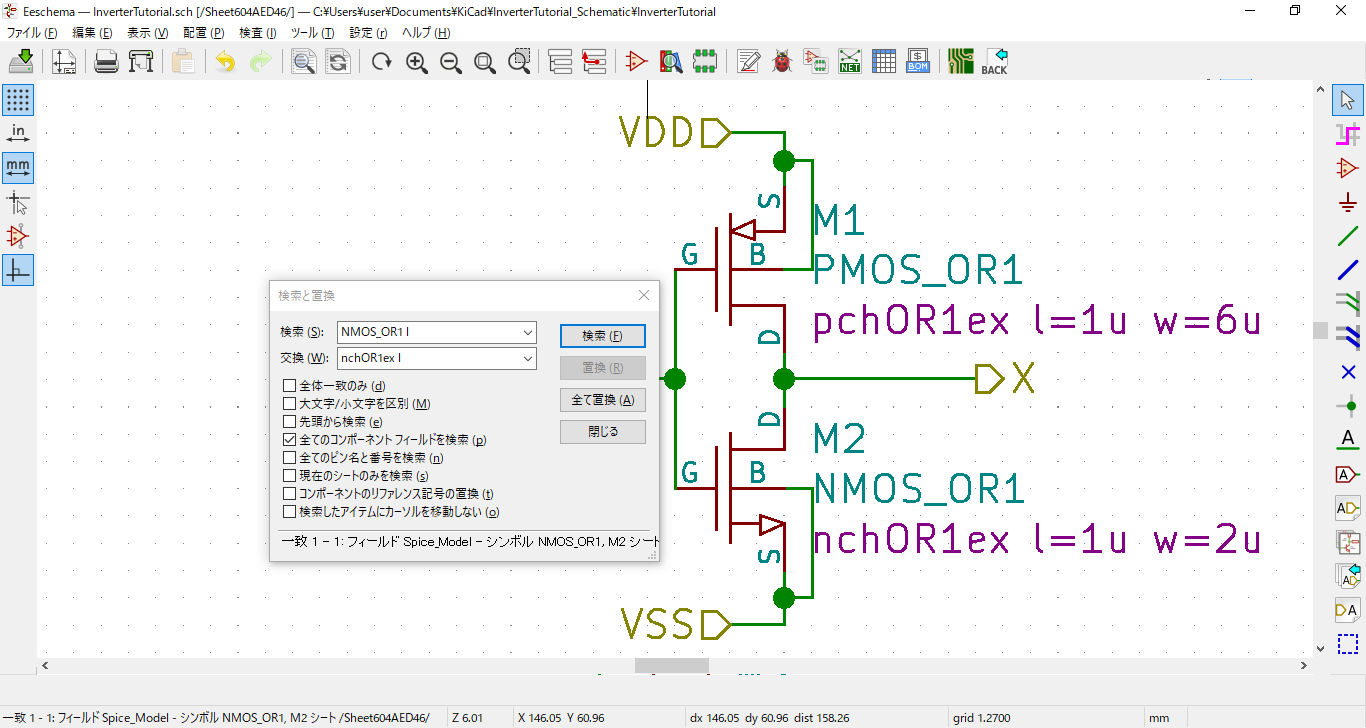 Eeschema — InverterTutorial.sch [/Sheet604AED46/] — C:¥Users¥user¥Documents¥KiCad¥InverterTutorial_Schematic¥InverterTutorial
ファイル (F) 編集 (E) 表示 (V) 配置 (P) 検査 (I) ツール (T) 設定 (r) ヘルプ (H)
NET
$
BOM
BACK
in
mm
VDD
S
M1
G
B
PMOS_OR1
pchOR1ex l=1u w=6u
D
X
D
M2
G
B
NMOS_OR1
nchOR1ex l=1u w=2u
S
VSS
検索と置換
検索 (S):
NMOS_OR1 l
検索 (F)
交換 (W):
nchOR1ex l
置換 (R)
全体一致のみ (d)
大文字/小文字を区別 (M)
全て置換 (A)
先頭から検索 (e)
閉じる
全てのコンポーネント フィールドを検索 (p)
全てのピン名と番号を検索 (n)
現在のシートのみを検索 (s)
コンポーネントのリファレンス記号の置換 (t)
検索したアイテムにカーソルを移動しない (o)
一致 1 - 1: フィールド Spice_Model - シンボル NMOS_OR1, M2 シート
A
A
AD
AD
DA
一致 1 - 1: フィールド Spice_Model - シンボル NMOS_OR1, M2 シート /Sheet604AED46/
Z 6.01
X 146.05 Y 60.96
dx 146.05 dy 60.96 dist 158.26
grid 1.2700
mm